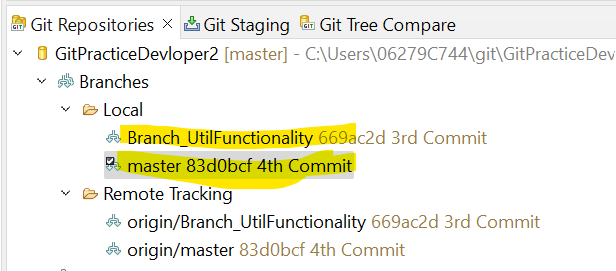 Git Repositories Git Staging Git Tree Compare
GitPracticeDevloper2 [master] - C:\Users\06279C744\git\GitPracticeDev
Branches
Local
Branch_UtilFunctionality 669ac2d 3rd Commit
master 83d0bcf 4th Commit
Remote Tracking
origin/Branch_UtilFunctionality 669ac2d 3rd Commit
origin/master 83d0bcf 4th Commit